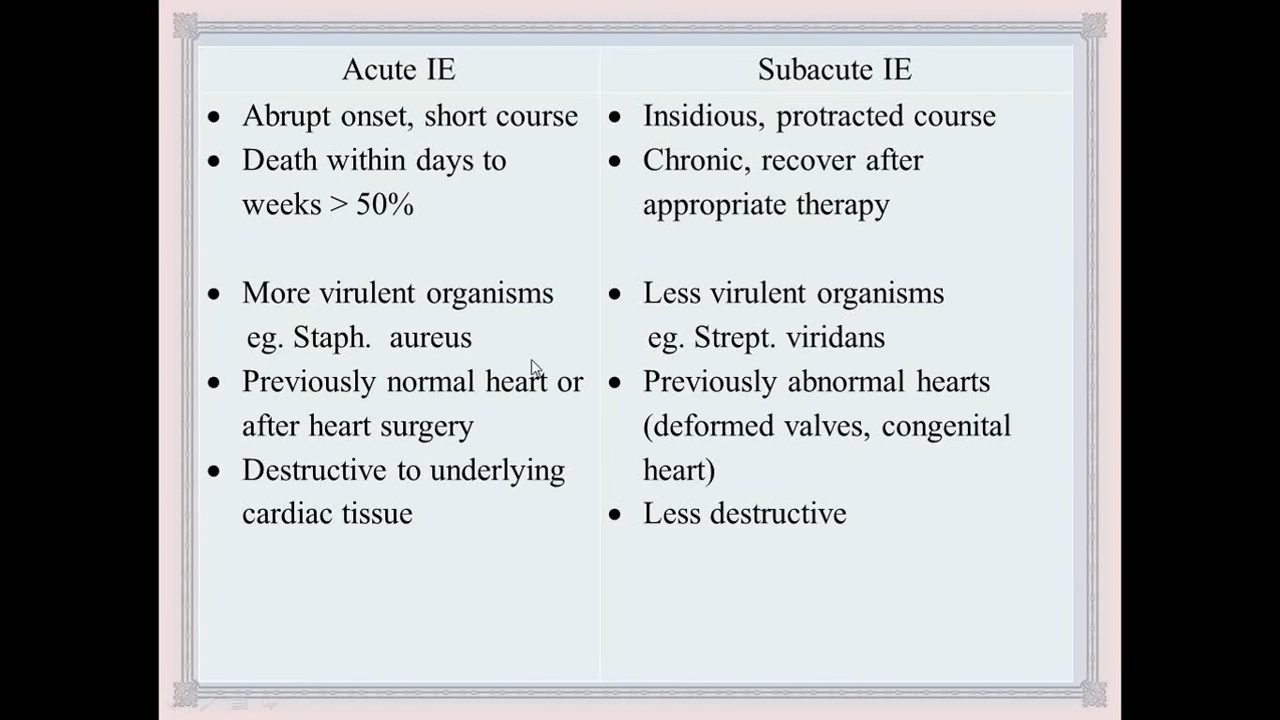 Acute IE
• Abrupt onset, short course
• Death within days to
weeks > 50%
• More virulent organisms
eg. Staph. aureus
• Previously normal heart or
after heart surgery
• Destructive to underlying
cardiac tissue
Subacute IE
• Insidious, protracted course
• Chronic, recover after
appropriate therapy
• Less virulent organisms
eg. Strept. viridans
• Previously abnormal hearts
(deformed valves, congenital
heart)
• Less destructive